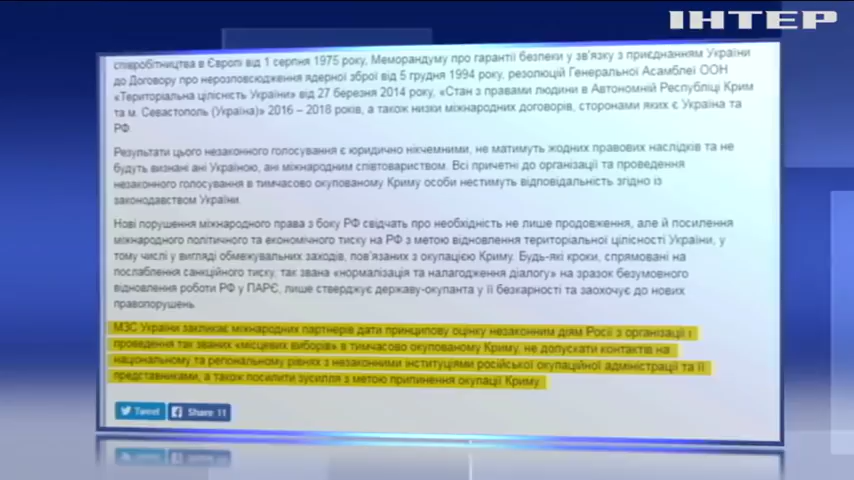 ІНТЕР
співробітництва в Європі від 1 серпня 1975 року, Меморандуму про гарантії безпеки у зв'язку з приєднанням України
до Договору про нерозповсюдження ядерної зброї від 5 грудня 1994 року, резолюцій Генеральної Асамблеї ООН
«Територіальна цілісність України» від 27 березня 2014 року, «Стан з правами людини в Автономній Республіці Крим
та м. Севастополь (Україна)» 2016 – 2018 років, а також низки міжнародних договорів, сторонами яких є Україна та
РФ.
Результати цього незаконного голосування є юридично нікчемними, не матимуть жодних правових наслідків та не
будуть визнані ані Україною, ані міжнародним співтовариством. Всі причетні до організації та проведення
незаконного голосування в тимчасово окупованому Криму особи нестимуть відповідальність згідно із
законодавством України.
Нові порушення міжнародного права з боку РФ свідчать про необхідність не лише продовження, але й посилення
міжнародного політичного та економічного тиску на РФ з метою відновлення територіальної цілісності України, у
тому числі у вигляді обмежувальних заходів, пов'язаних з окупацією Криму. Будь-які кроки, спрямовані на
послаблення санкційного тиску, так звана «нормалізація та налагодження діалогу» на зразок безумовного
відновлення роботи РФ у ПАРЄ, лише стверджує державу-окупанта у її безкарності та заохочує до нових
правопорушень.
МЗС України закликає міжнародних партнерів дати принципову оцінку незаконним діям Росії з організації і
проведення так званих «місцевих виборів» в тимчасово окупованому Криму, не допускати контактів на
національному та регіональному рівнях з незаконними інституціями російської окупаційної адміністрації та її
представниками, а також посилити зусилля з метою припинення окупації Криму.
Tweet Share 11